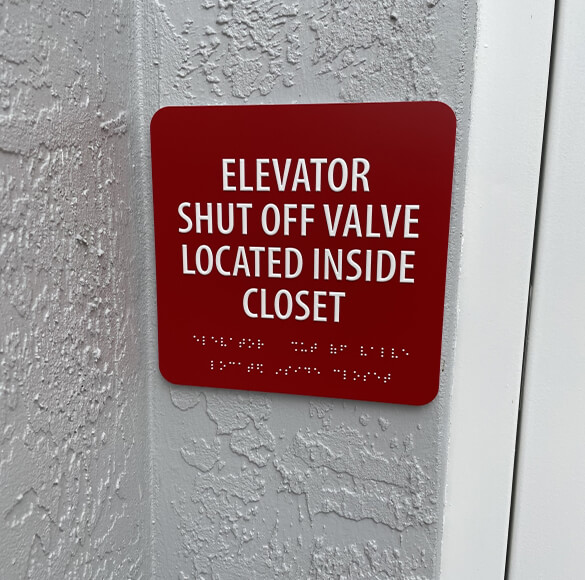 ELEVATOR
SHUT OFF VALVE
LOCATED INSIDE
CLOSET